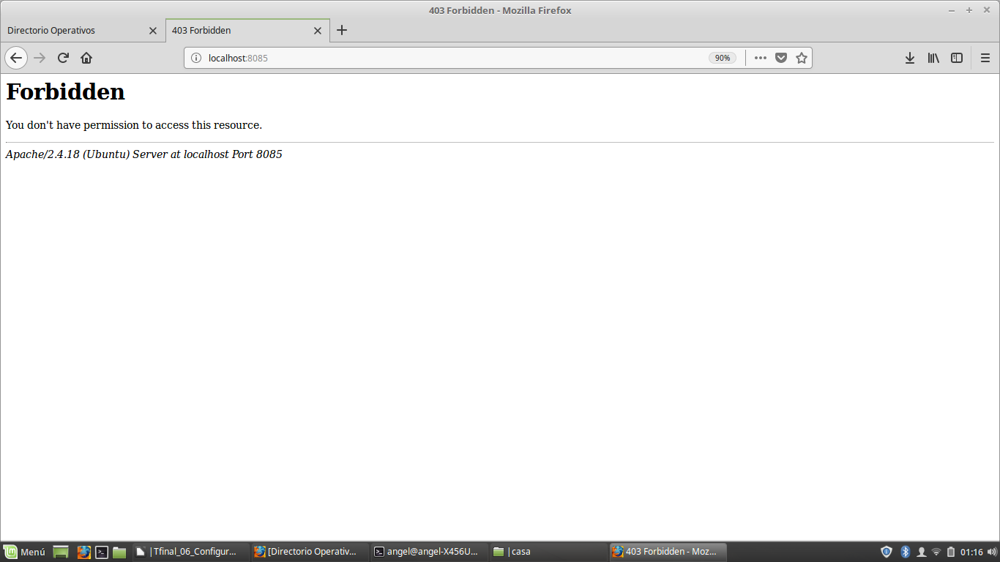 403 Forbidden - Mozilla Firefox
Directorio Operativos
403 Forbidden
localhost:8085
90%
Forbidden
You don't have permission to access this resource.
Apache/2.4.18 (Ubuntu) Server at localhost Port 8085
Menú
|Tfinal_06_Configur...
[Directorio Operativ...
angel@angel-X456U...
|casa
403 Forbidden - Moz...
01:16